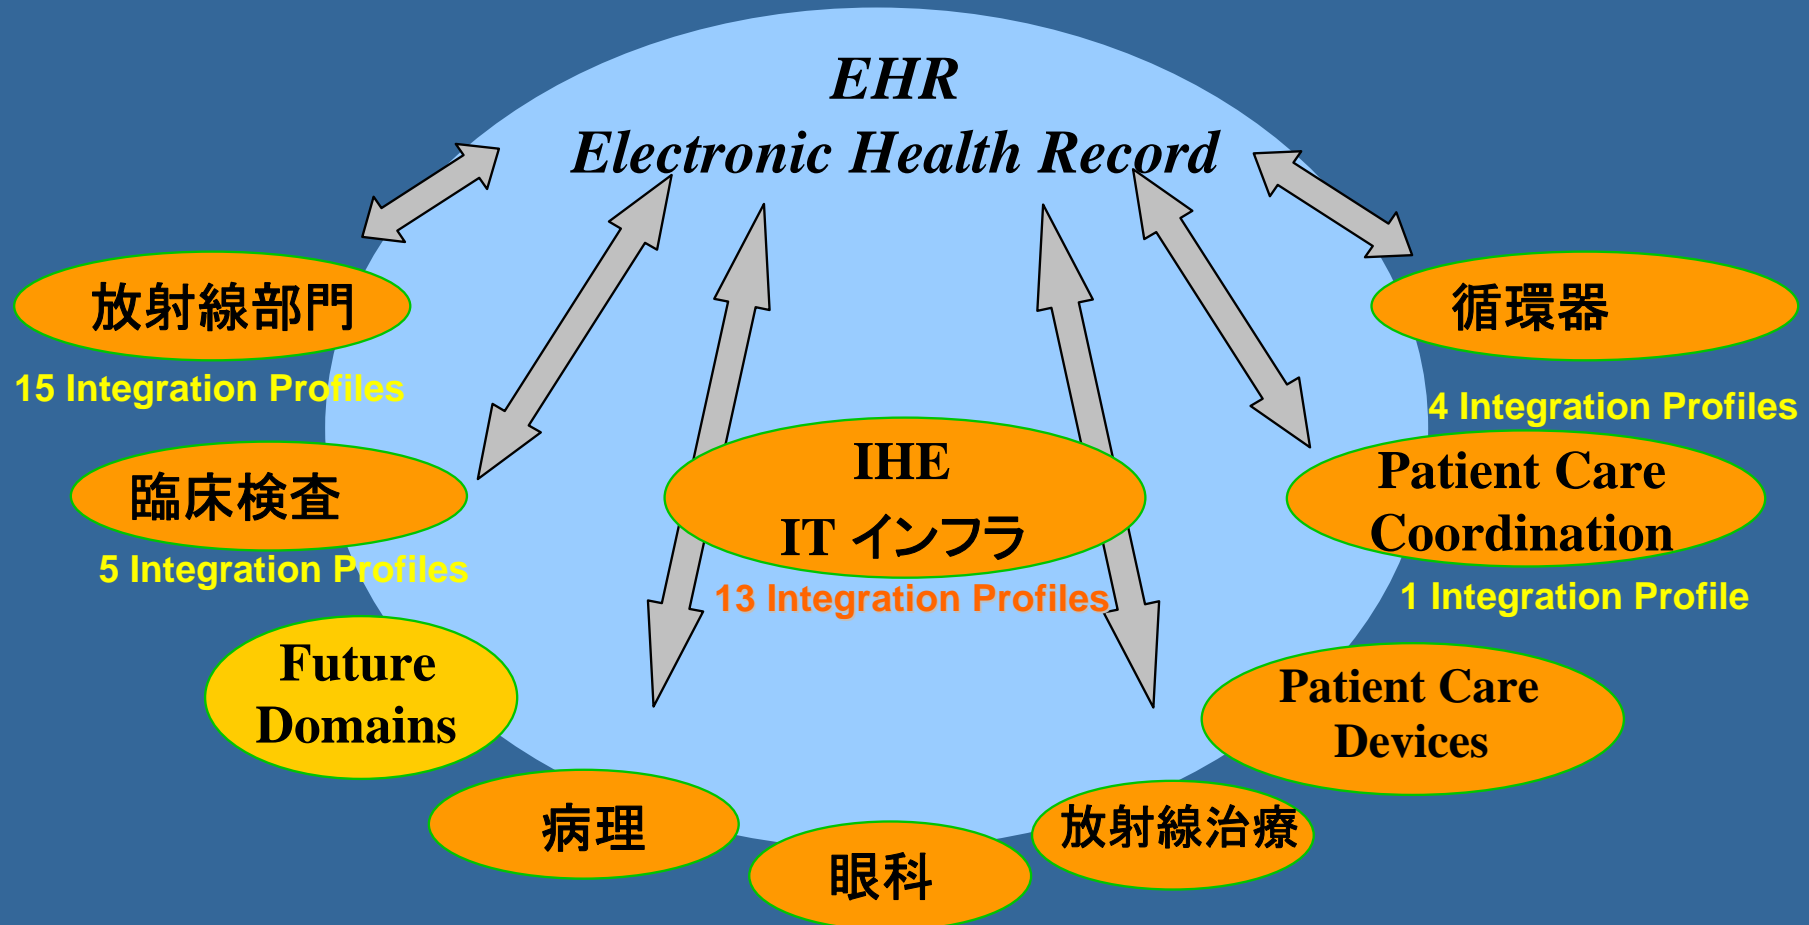 EHR
Electronic Health Record
放射線部門
15 Integration Profiles
循環器
4 Integration Profiles
臨床検査
5 Integration Profiles
IHE
IT インフラ
13 Integration Profiles
Patient Care
Coordination
1 Integration Profile
Future
Domains
Patient Care
Devices
病理
眼科
放射線治療